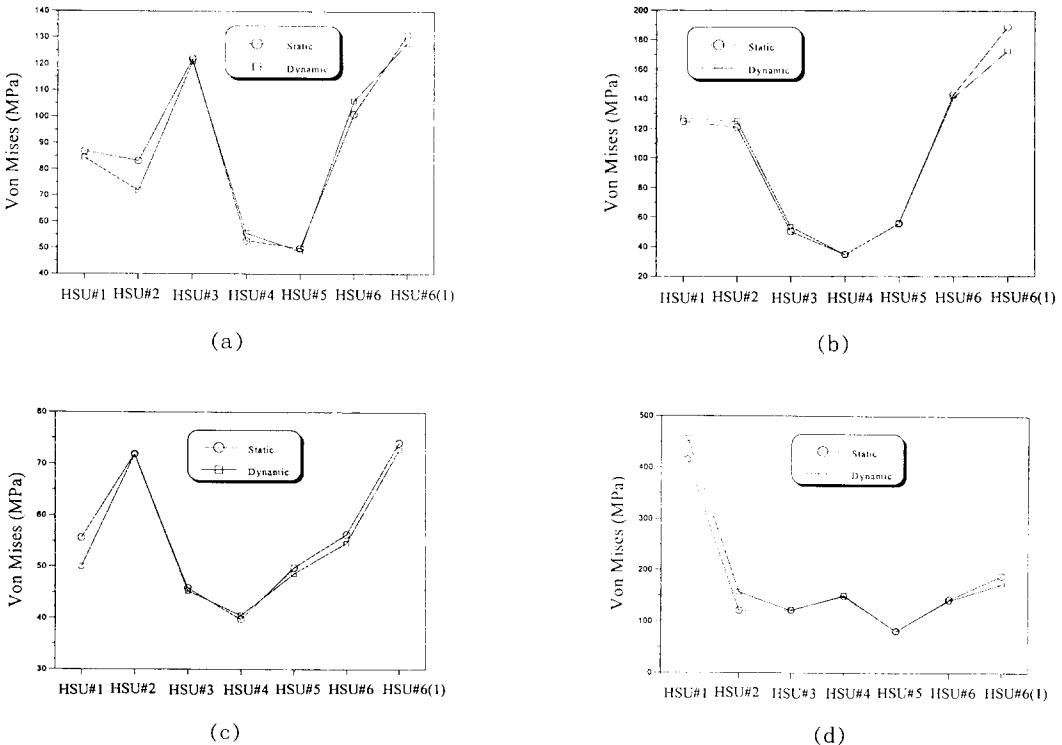 140
130
120
110
100
90
80
70
60
50
40
Von Mises (MPa)
Static
Dynamic
HSU#1 HSU#2 HSU#3 HSU#4 HSU#5 HSU#6 HSU#6(1)
(a)
200
180
160
140
120
100
80
60
40
20
Von Mises (MPa)
Static
Dynamic
HSU#1 HSU#2 HSU#3 HSU#4 HSU#5 HSU#6 HSU#6(1)
(b)
80
70
60
50
40
30
Von Mises (MPa)
Static
Dynamic
HSU#1 HSU#2 HSU#3 HSU#4 HSU#5 HSU#6 HSU#6(1)
(c)
500
400
300
200
100
0
Von Mises (MPa)
Static
Dynamic
HSU#1 HSU#2 HSU#3 HSU#4 HSU#5 HSU#6 HSU#6(1)
(d)